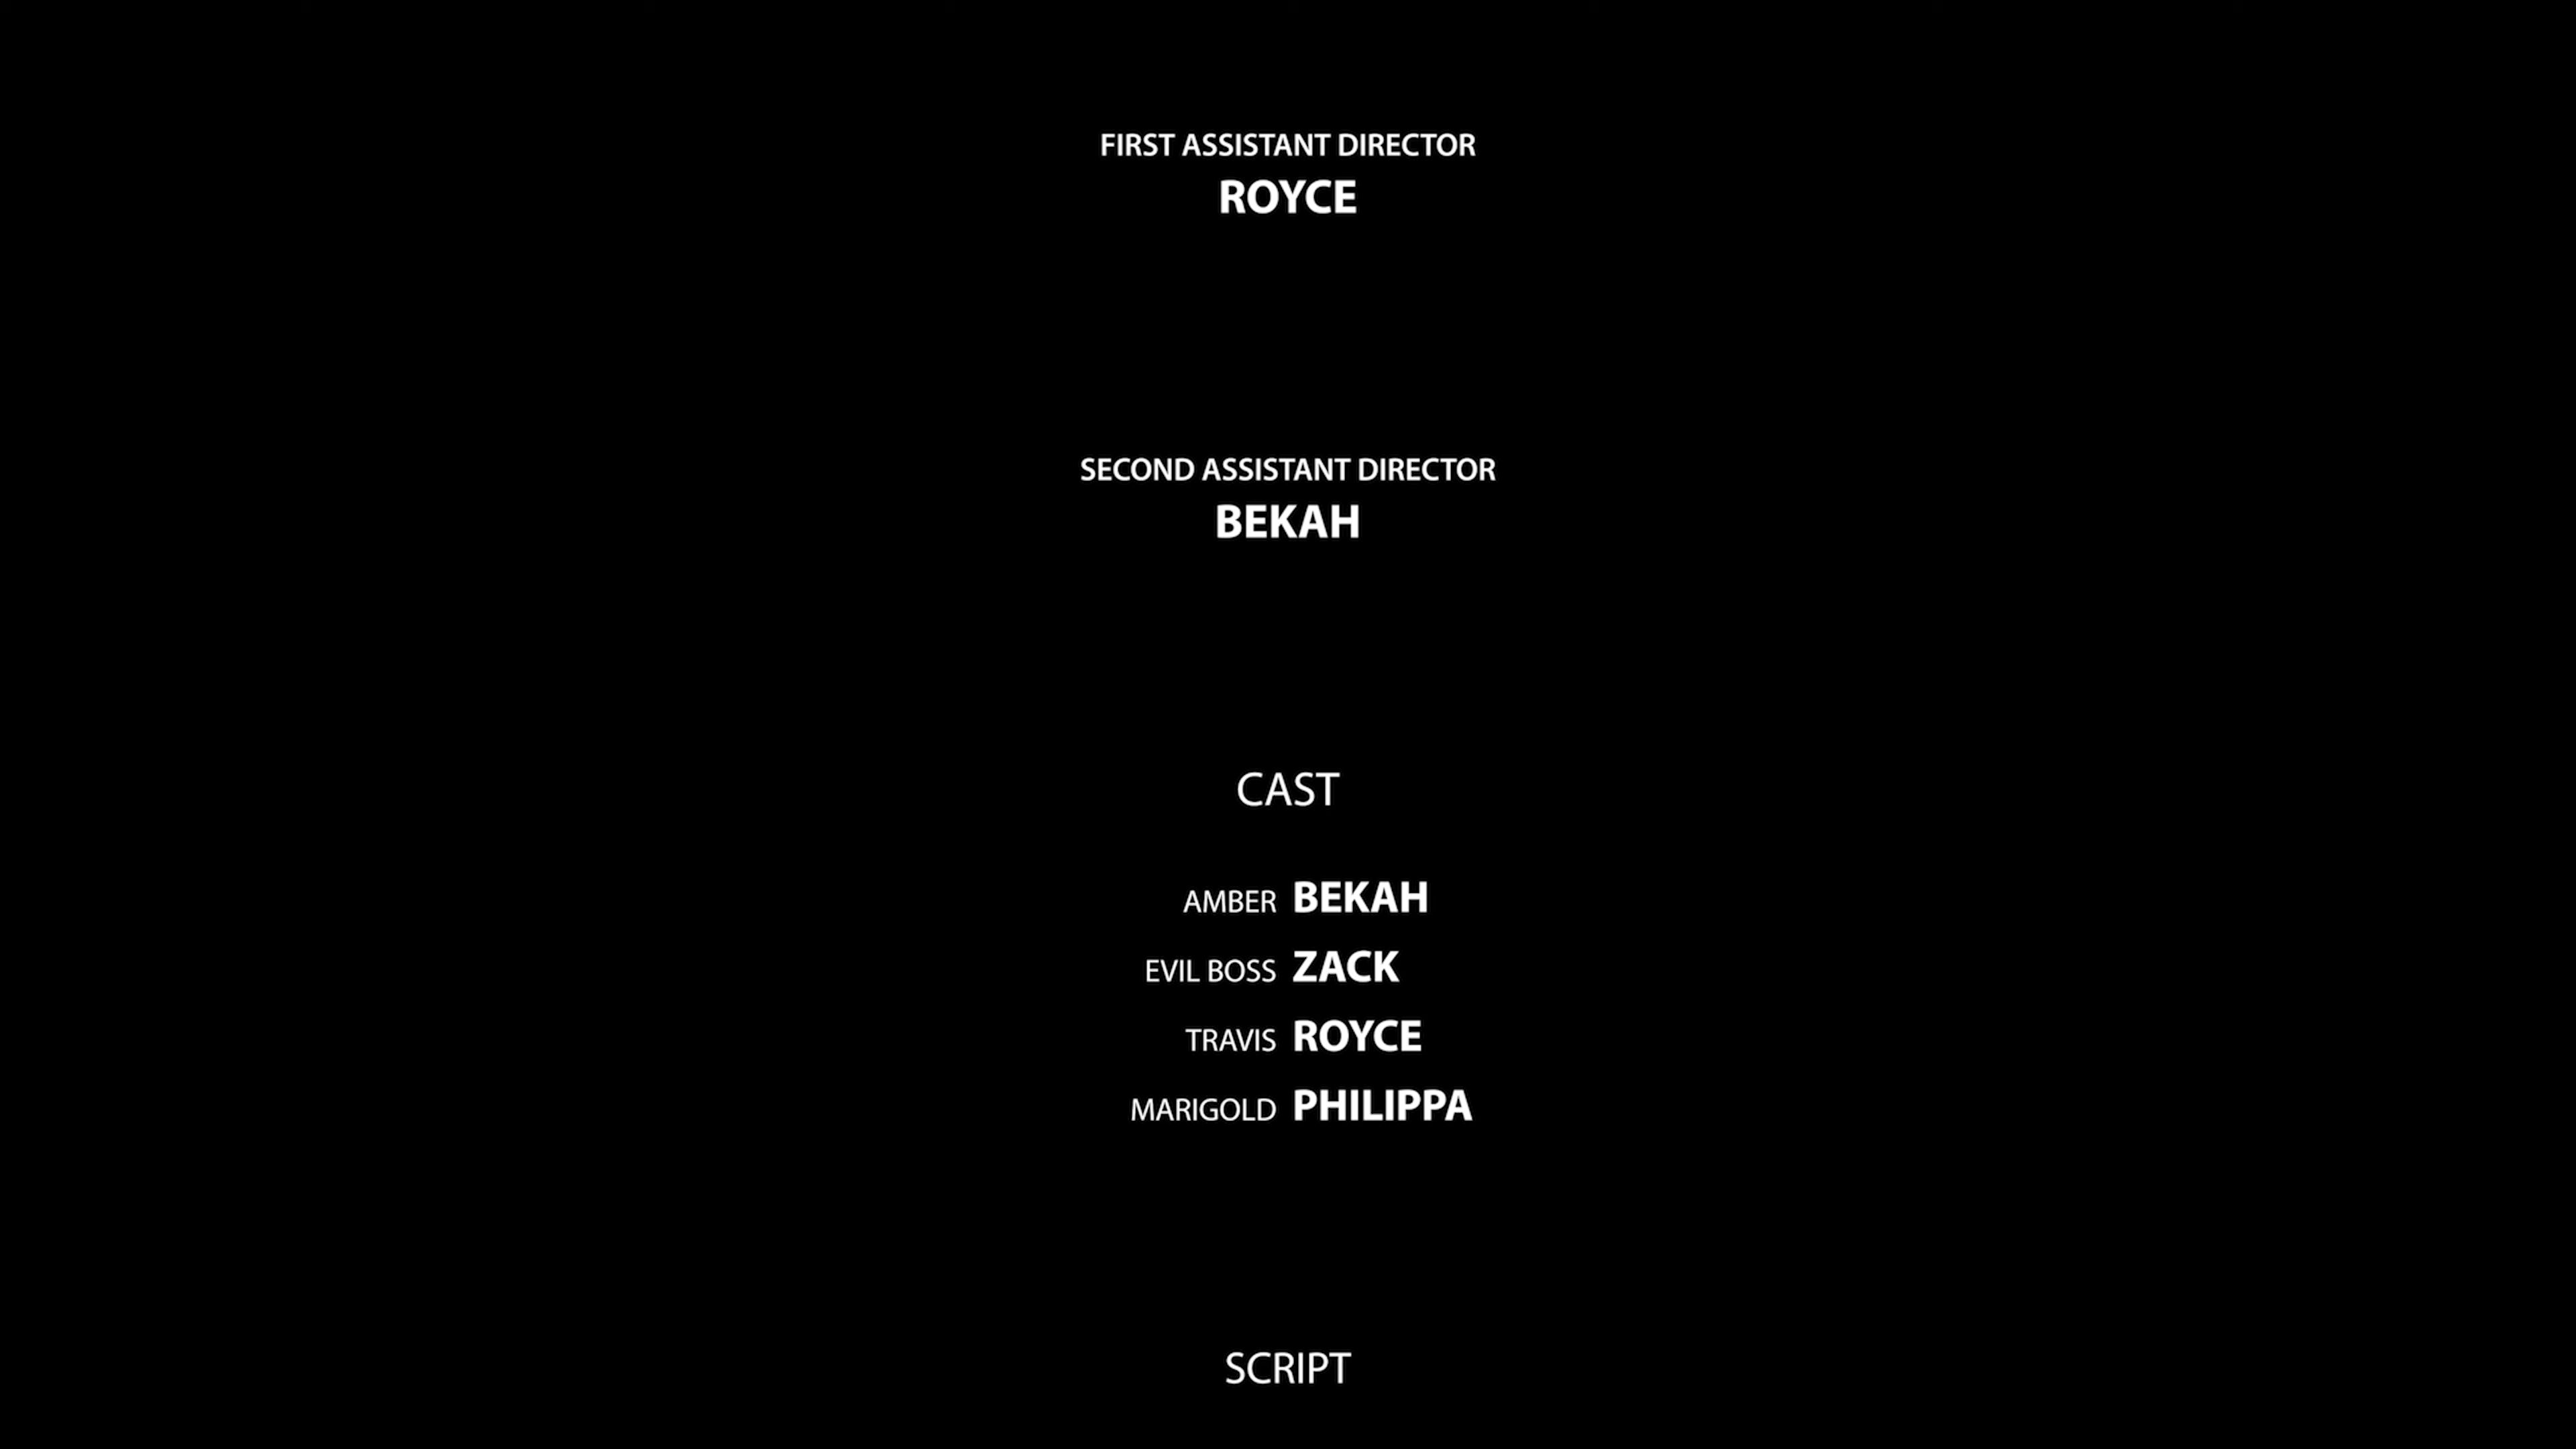 FIRST ASSISTANT DIRECTOR
ROYCE
SECOND ASSISTANT DIRECTOR
BEKAH
CAST
AMBER BEKAH
EVIL BOSS ZACK
TRAVIS ROYCE
MARIGOLD PHILIPPA
SCRIPT